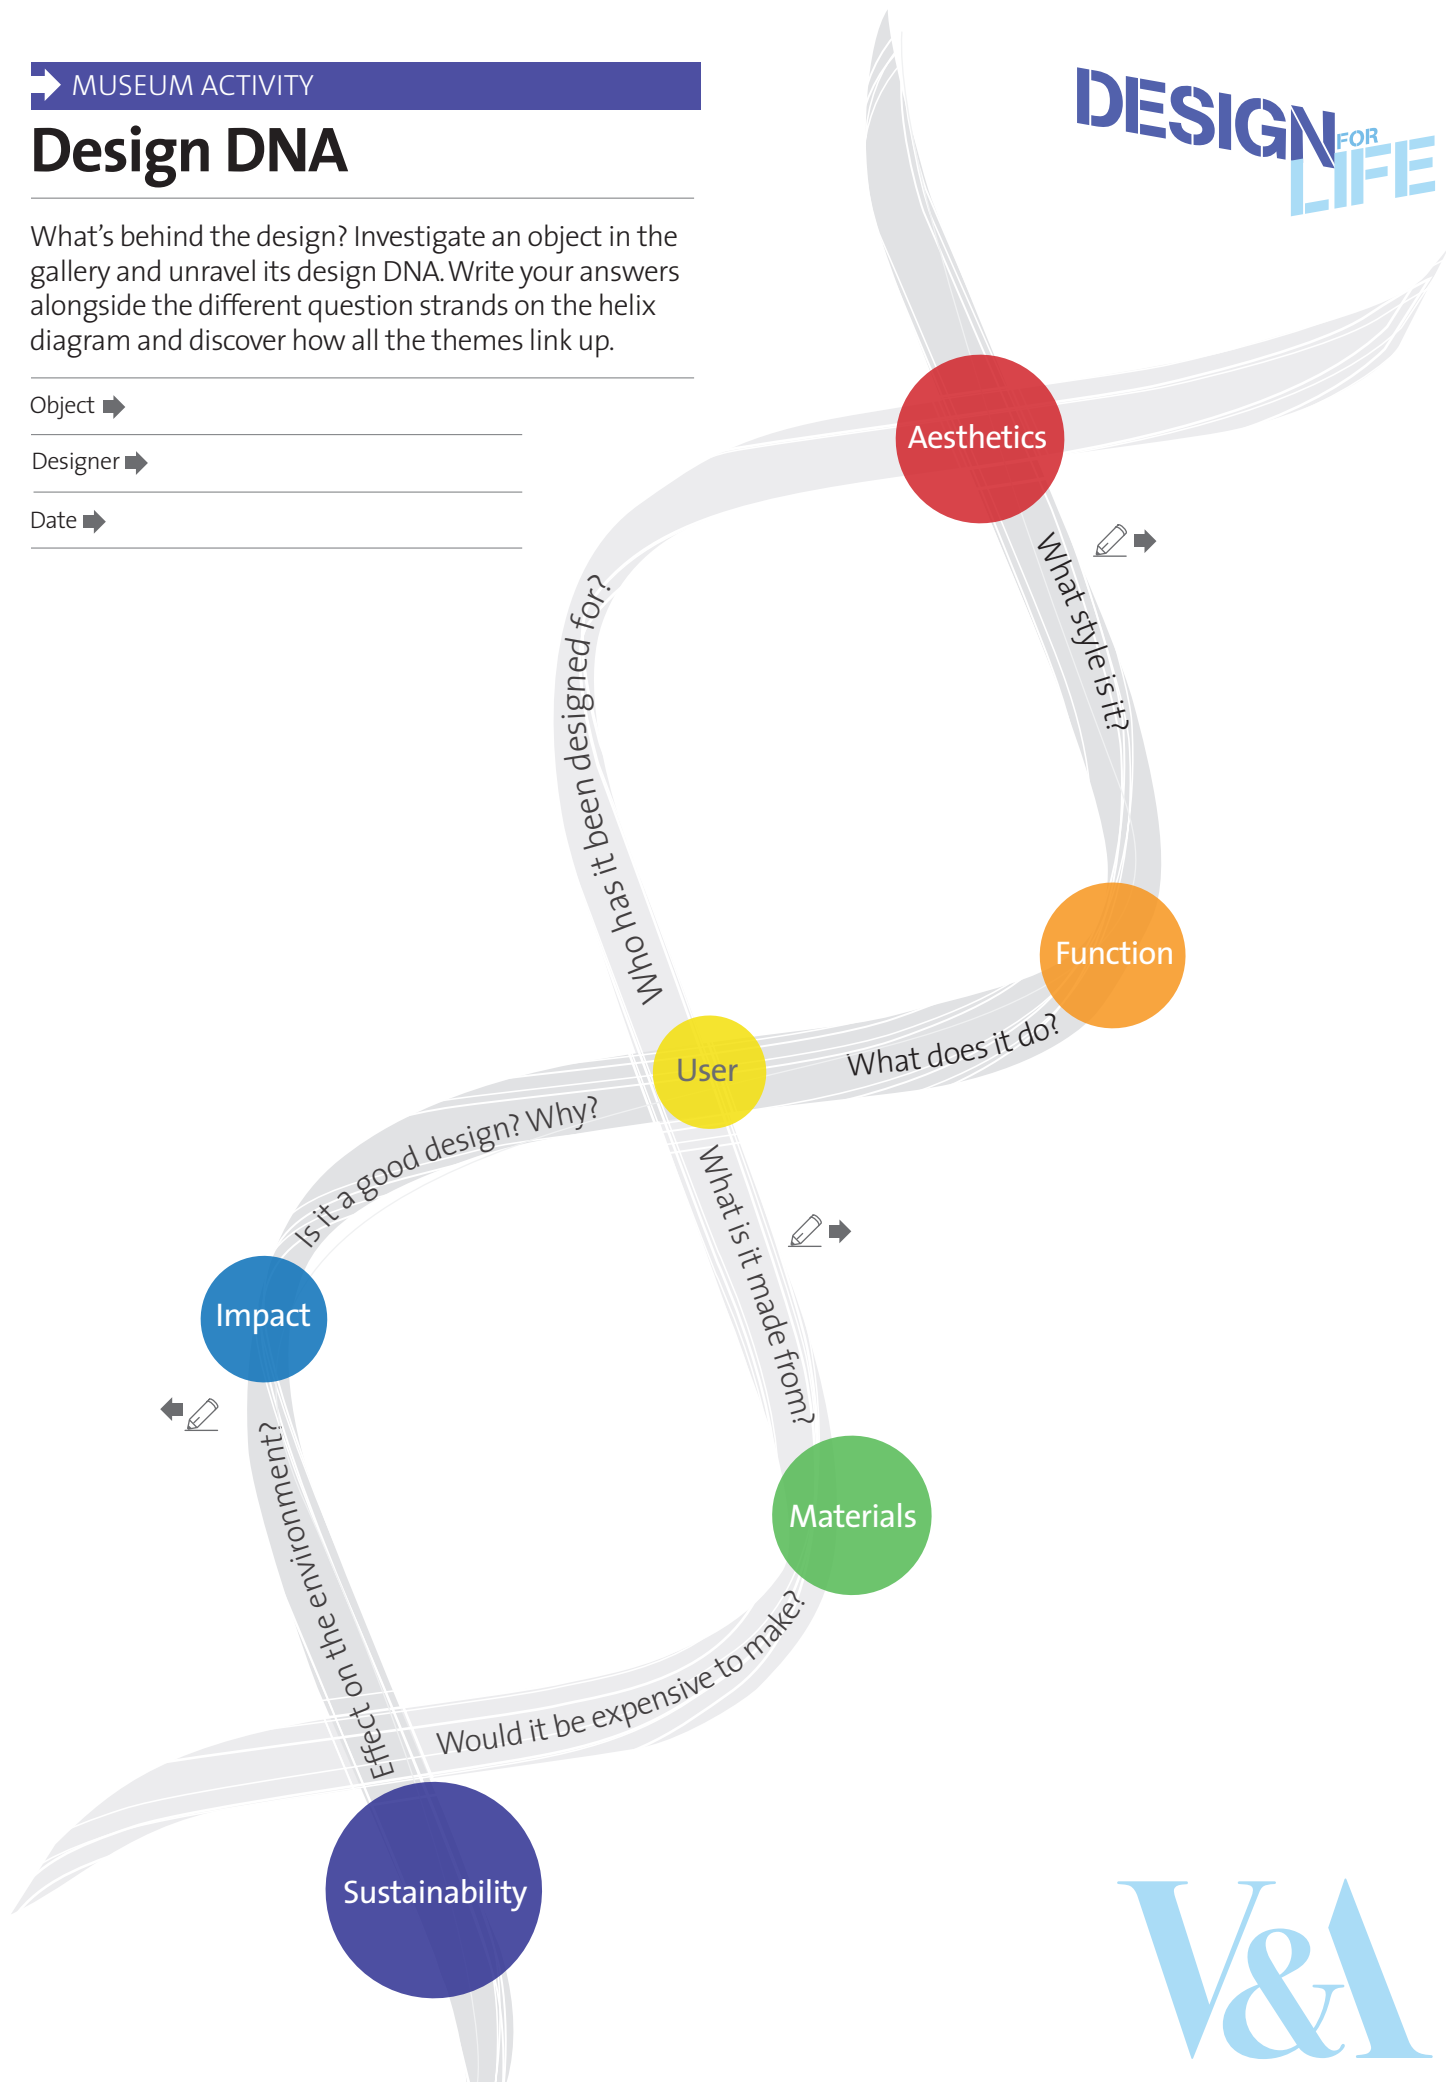 MUSEUM ACTIVITY
Design DNA
What’s behind the design? Investigate an object in the
gallery and unravel its design DNA. Write your answers
alongside the different question strands on the helix
diagram and discover how all the themes link up.
Object
Designer
Date
DESIGN
FOR
LIFE
Aesthetics
What style is it?
Who has it been designed for?
Function
What does it do?
User
Is it a good design? Why?
What is it made from?
Impact
Effect on the environment?
Materials
Would it be expensive to make?
Sustainability
V&A